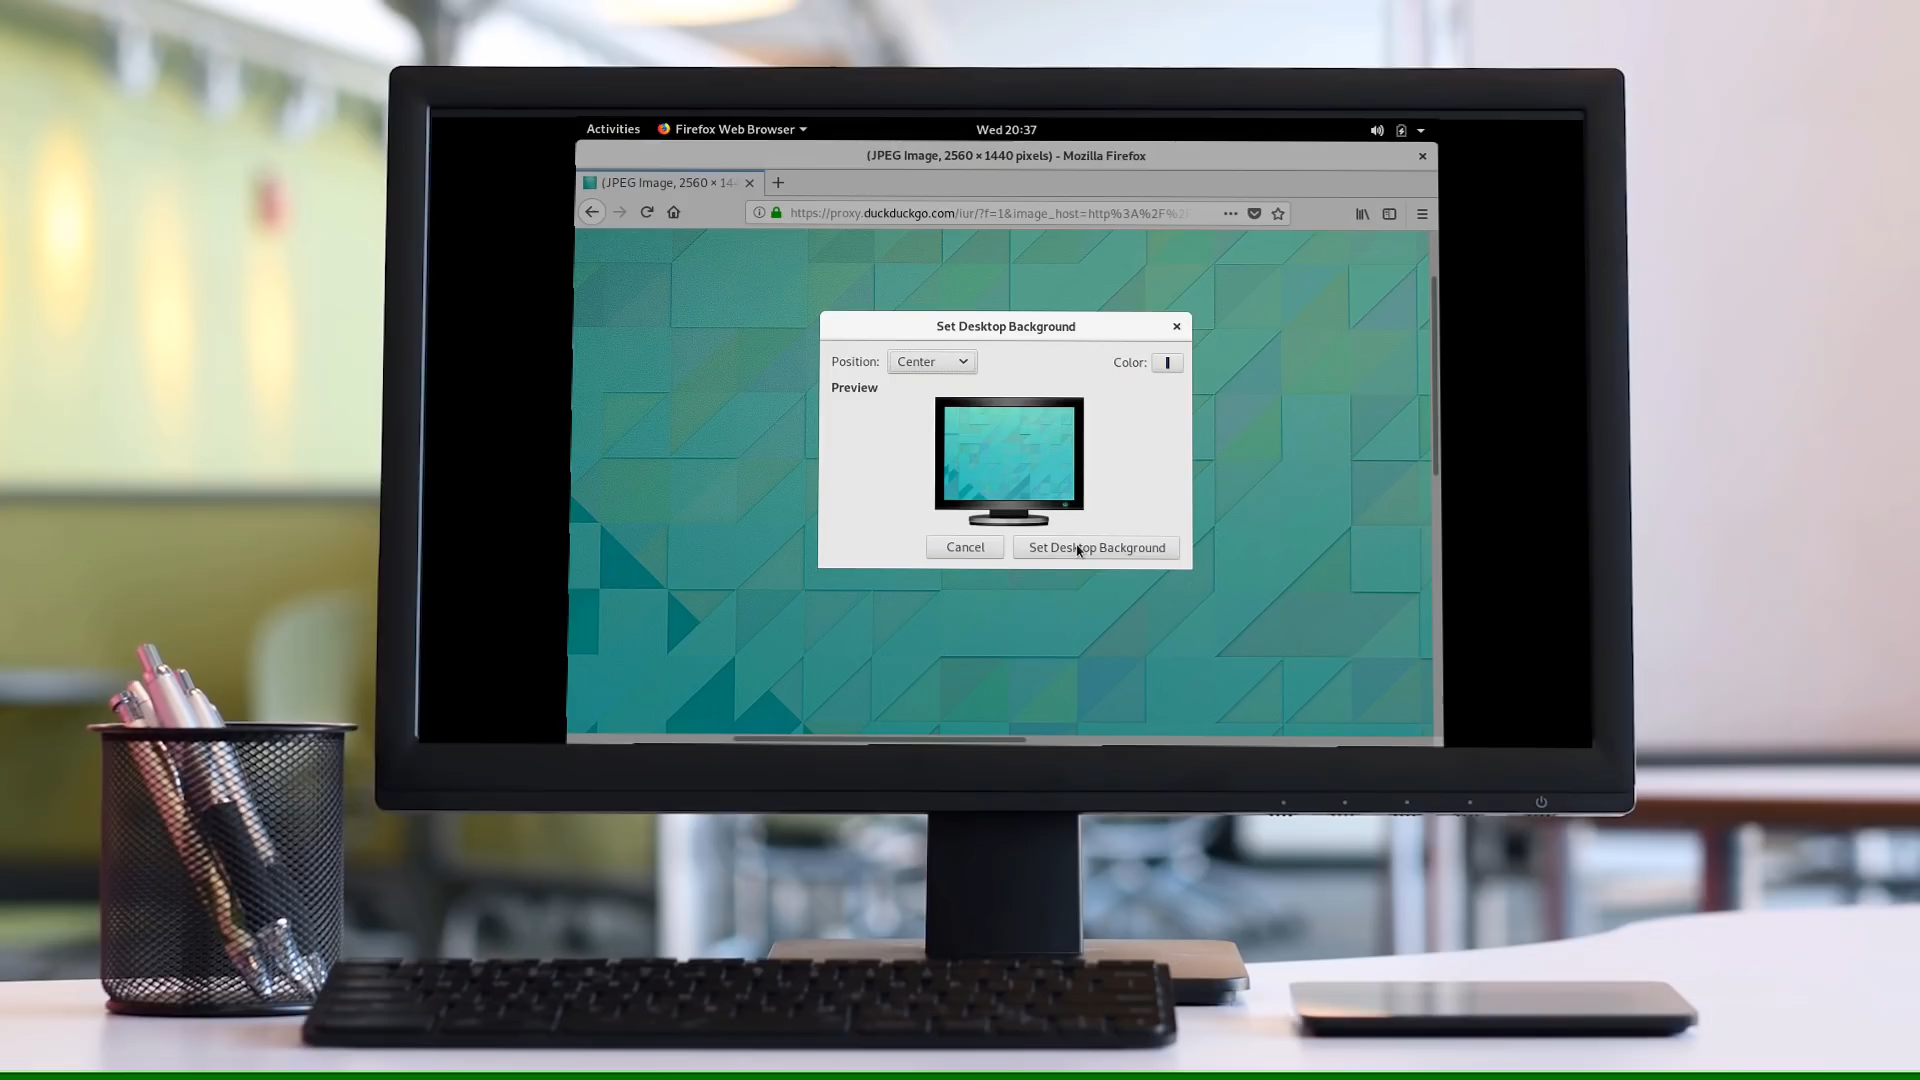 Activities Firefox Web Browser Wed 20:37
(JPEG Image, 2560 × 1440 pixels) - Mozilla Firefox
(JPEG Image, 2560 × 14
https://proxy.duckduckgo.com/iur/?f=1&image_host=http%3A%2F%2F
Set Desktop Background
Position: Center Color:
Preview
Cancel Set Desktop Background